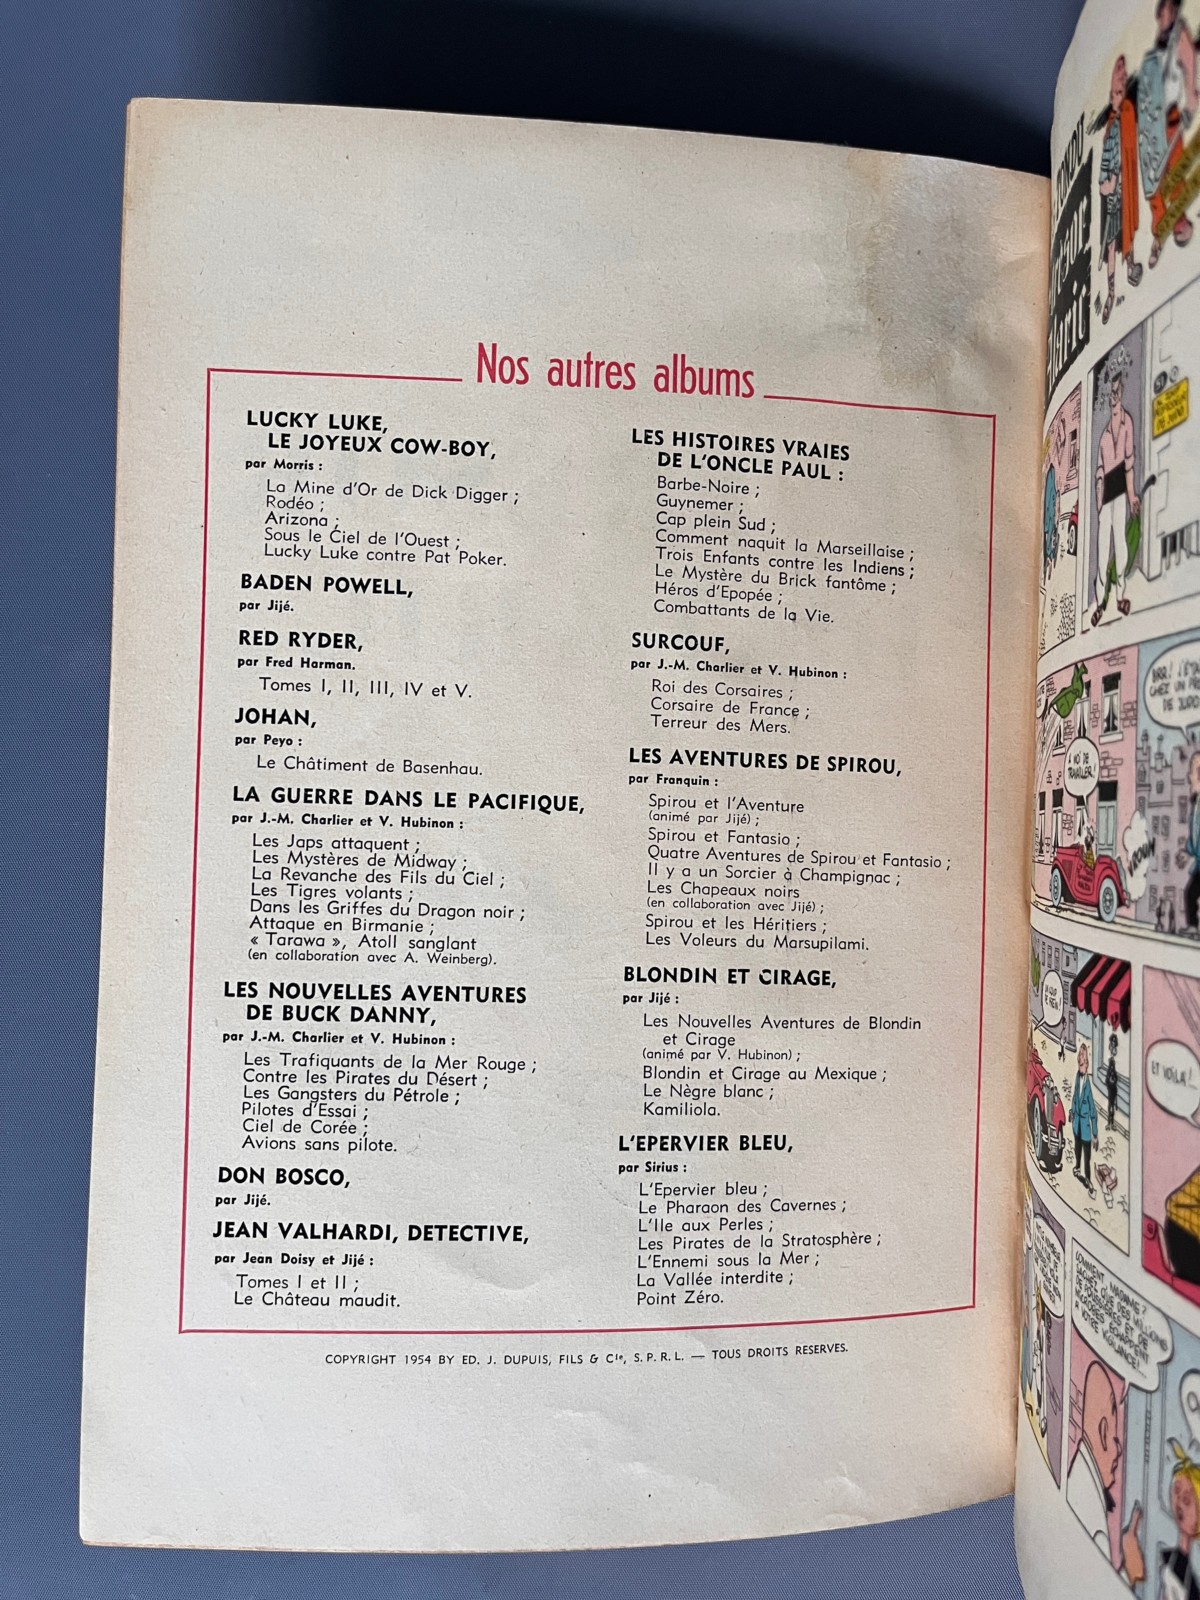 Nos autres albums
LUCKY LUKE,
LE JOYEUX COW-BOY,
par Morris :
La Mine d'Or de Dick Digger ;
Rodéo ;
Arizona ;
Sous le Ciel de l'Ouest ;
Lucky Luke contre Pat Poker.
BADEN POWELL,
par Jijé.
RED RYDER,
par Fred Harman.
Tomes I, II, III, IV et V.
JOHAN,
par Peyo :
Le Châtiment de Basenhau.
LA GUERRE DANS LE PACIFIQUE,
par J.-M. Charlier et V. Hubinon :
Les Japs attaquent ;
Les Mystères de Midway ;
La Revanche des Fils du Ciel ;
Les Tigres volants ;
Dans les Griffes du Dragon noir ;
Attaque en Birmanie ;
« Tarawa », Atoll sanglant
(en collaboration avec A. Weinberg).
LES NOUVELLES AVENTURES
DE BUCK DANNY,
par J.-M. Charlier et V. Hubinon :
Les Trafiquants de la Mer Rouge ;
Contre les Pirates du Désert ;
Les Gangsters du Pétrole ;
Pilotes d'Essai ;
Ciel de Corée ;
Avions sans pilote.
DON BOSCO,
par Jijé.
JEAN VALHARDI, DETECTIVE,
par Jean Doisy et Jijé :
Tomes I et II ;
Le Château maudit.
LES HISTOIRES VRAIES
DE L'ONCLE PAUL :
Barbe-Noire ;
Guynemer ;
Cap plein Sud ;
Comment naquit la Marseillaise ;
Trois Enfants contre les Indiens ;
Le Mystère du Brick fantôme ;
Héros d'Epopée ;
Combattants de la Vie.
SURCOUF,
par J.-M. Charlier et V. Hubinon :
Roi des Corsaires ;
Corsaire de France ;
Terreur des Mers.
LES AVENTURES DE SPIROU,
par Franquin :
Spirou et l'Aventure
(animé par Jijé) ;
Spirou et Fantasio ;
Quatre Aventures de Spirou et Fantasio ;
Il y a un Sorcier à Champignac ;
Les Chapeaux noirs
(en collaboration avec Jijé) ;
Spirou et les Héritiers ;
Les Voleurs du Marsupilami.
BLONDIN ET CIRAGE,
par Jijé :
Les Nouvelles Aventures de Blondin
et Cirage
(animé par V. Hubinon) ;
Blondin et Cirage au Mexique ;
Le Nègre blanc ;
Kamiliola.
L'EPERVIER BLEU,
par Sirius :
L'Epervier bleu ;
Le Pharaon des Cavernes ;
L'Ile aux Perles ;
Les Pirates de la Stratosphère ;
L'Ennemi sous la Mer ;
La Vallée interdite ;
Point Zéro.
COPYRIGHT 1954 BY ED. J. DUPUIS, FILS & Cie, S.P.R.L. — TOUS DROITS RESERVES.
TRAVAILLER!
VROUM
ET VOILA!
COMMENT, MADAME?
QUE DES MILLIONS
DE POUSSIÈRES ET DE
MICROBES ÉCHAPPENT
A VOTRE
VIGILANCE!...